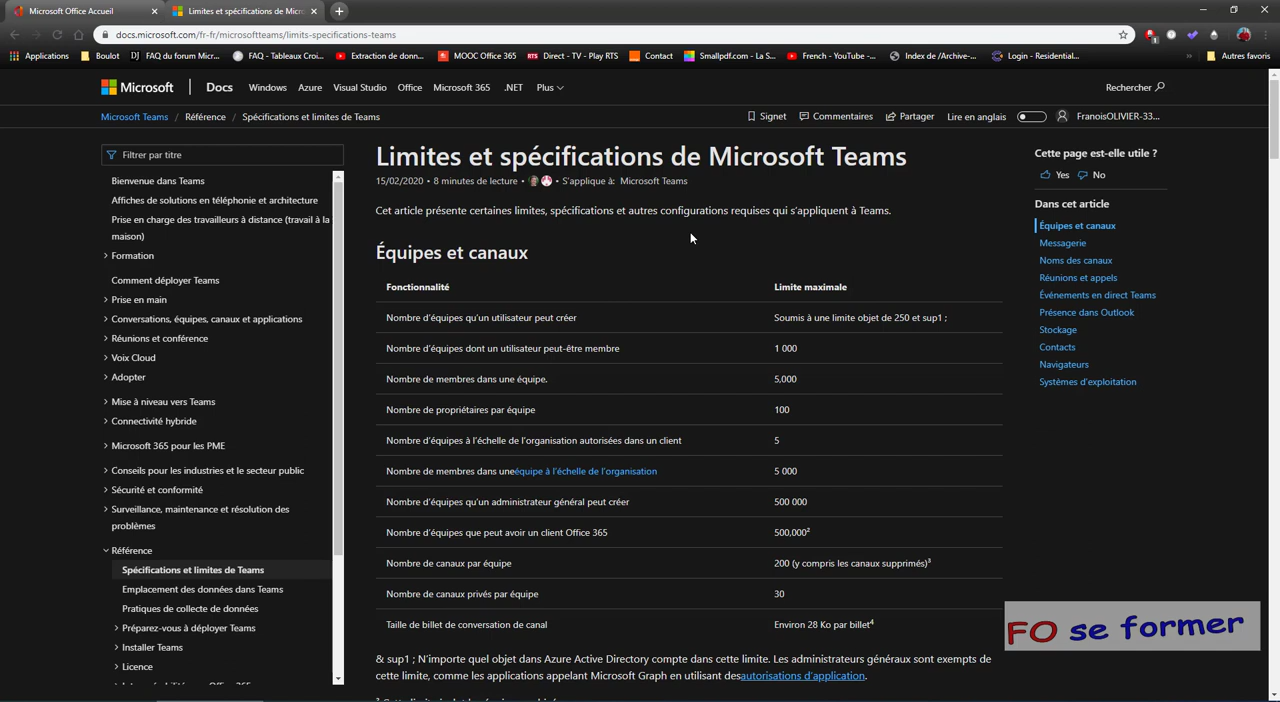 Microsoft Office Accueil
Limites et spécifications de Micros
docs.microsoft.com/fr-fr/microsoftteams/limits-specifications-teams
Applications
Boulot
FAQ du forum Micr...
FAQ - Tableaux Croi...
Extraction de donn...
MOOC Office 365
Direct - TV - Play RTS
Contact
Smallpdf.com - La S...
French - YouTube -...
Index de /Archive-...
Login - Residential...
Autres favoris
Microsoft
Docs
Windows
Azure
Visual Studio
Office
Microsoft 365
.NET
Plus
Rechercher
Microsoft Teams / Référence / Spécifications et limites de Teams
Signet
Commentaires
Partager
Lire en anglais
FranoisOLIVIER-33...
Filtrer par titre
Bienvenue dans Teams
Affiches de solutions en téléphonie et architecture
Prise en charge des travailleurs à distance (travail à la
maison)
Formation
Comment déployer Teams
Prise en main
Conversations, équipes, canaux et applications
Réunions et conférence
Voix Cloud
Adopter
Mise à niveau vers Teams
Connectivité hybride
Microsoft 365 pour les PME
Conseils pour les industries et le secteur public
Sécurité et conformité
Surveillance, maintenance et résolution des
problèmes
Référence
Spécifications et limites de Teams
Emplacement des données dans Teams
Pratiques de collecte de données
Préparez-vous à déployer Teams
Installer Teams
Licence
Limites et spécifications de Microsoft Teams
15/02/2020 • 8 minutes de lecture •
S'applique à: Microsoft Teams
Cet article présente certaines limites, spécifications et autres configurations requises qui s'appliquent à Teams.
Équipes et canaux
Fonctionnalité Limite maximale
Nombre d'équipes qu'un utilisateur peut créer Soumis à une limite objet de 250 et sup1 ;
Nombre d'équipes dont un utilisateur peut-être membre 1 000
Nombre de membres dans une équipe. 5,000
Nombre de propriétaires par équipe 100
Nombre d'équipes à l'échelle de l'organisation autorisées dans un client 5
Nombre de membres dans uneéquipe à l'échelle de l'organisation 5 000
Nombre d'équipes qu'un administrateur général peut créer 500 000
Nombre d'équipes que peut avoir un client Office 365 500,000²
Nombre de canaux par équipe 200 (y compris les canaux supprimés)³
Nombre de canaux privés par équipe 30
Taille de billet de conversation de canal Environ 28 Ko par billet⁴
& sup1 ; N'importe quel objet dans Azure Active Directory compte dans cette limite. Les administrateurs généraux sont exempts de
cette limite, comme les applications appelant Microsoft Graph en utilisant desautorisations d'application.
Cette page est-elle utile ?
Yes
No
Dans cet article
Équipes et canaux
Messagerie
Noms des canaux
Réunions et appels
Événements en direct Teams
Présence dans Outlook
Stockage
Contacts
Navigateurs
Systèmes d'exploitation
FO se former